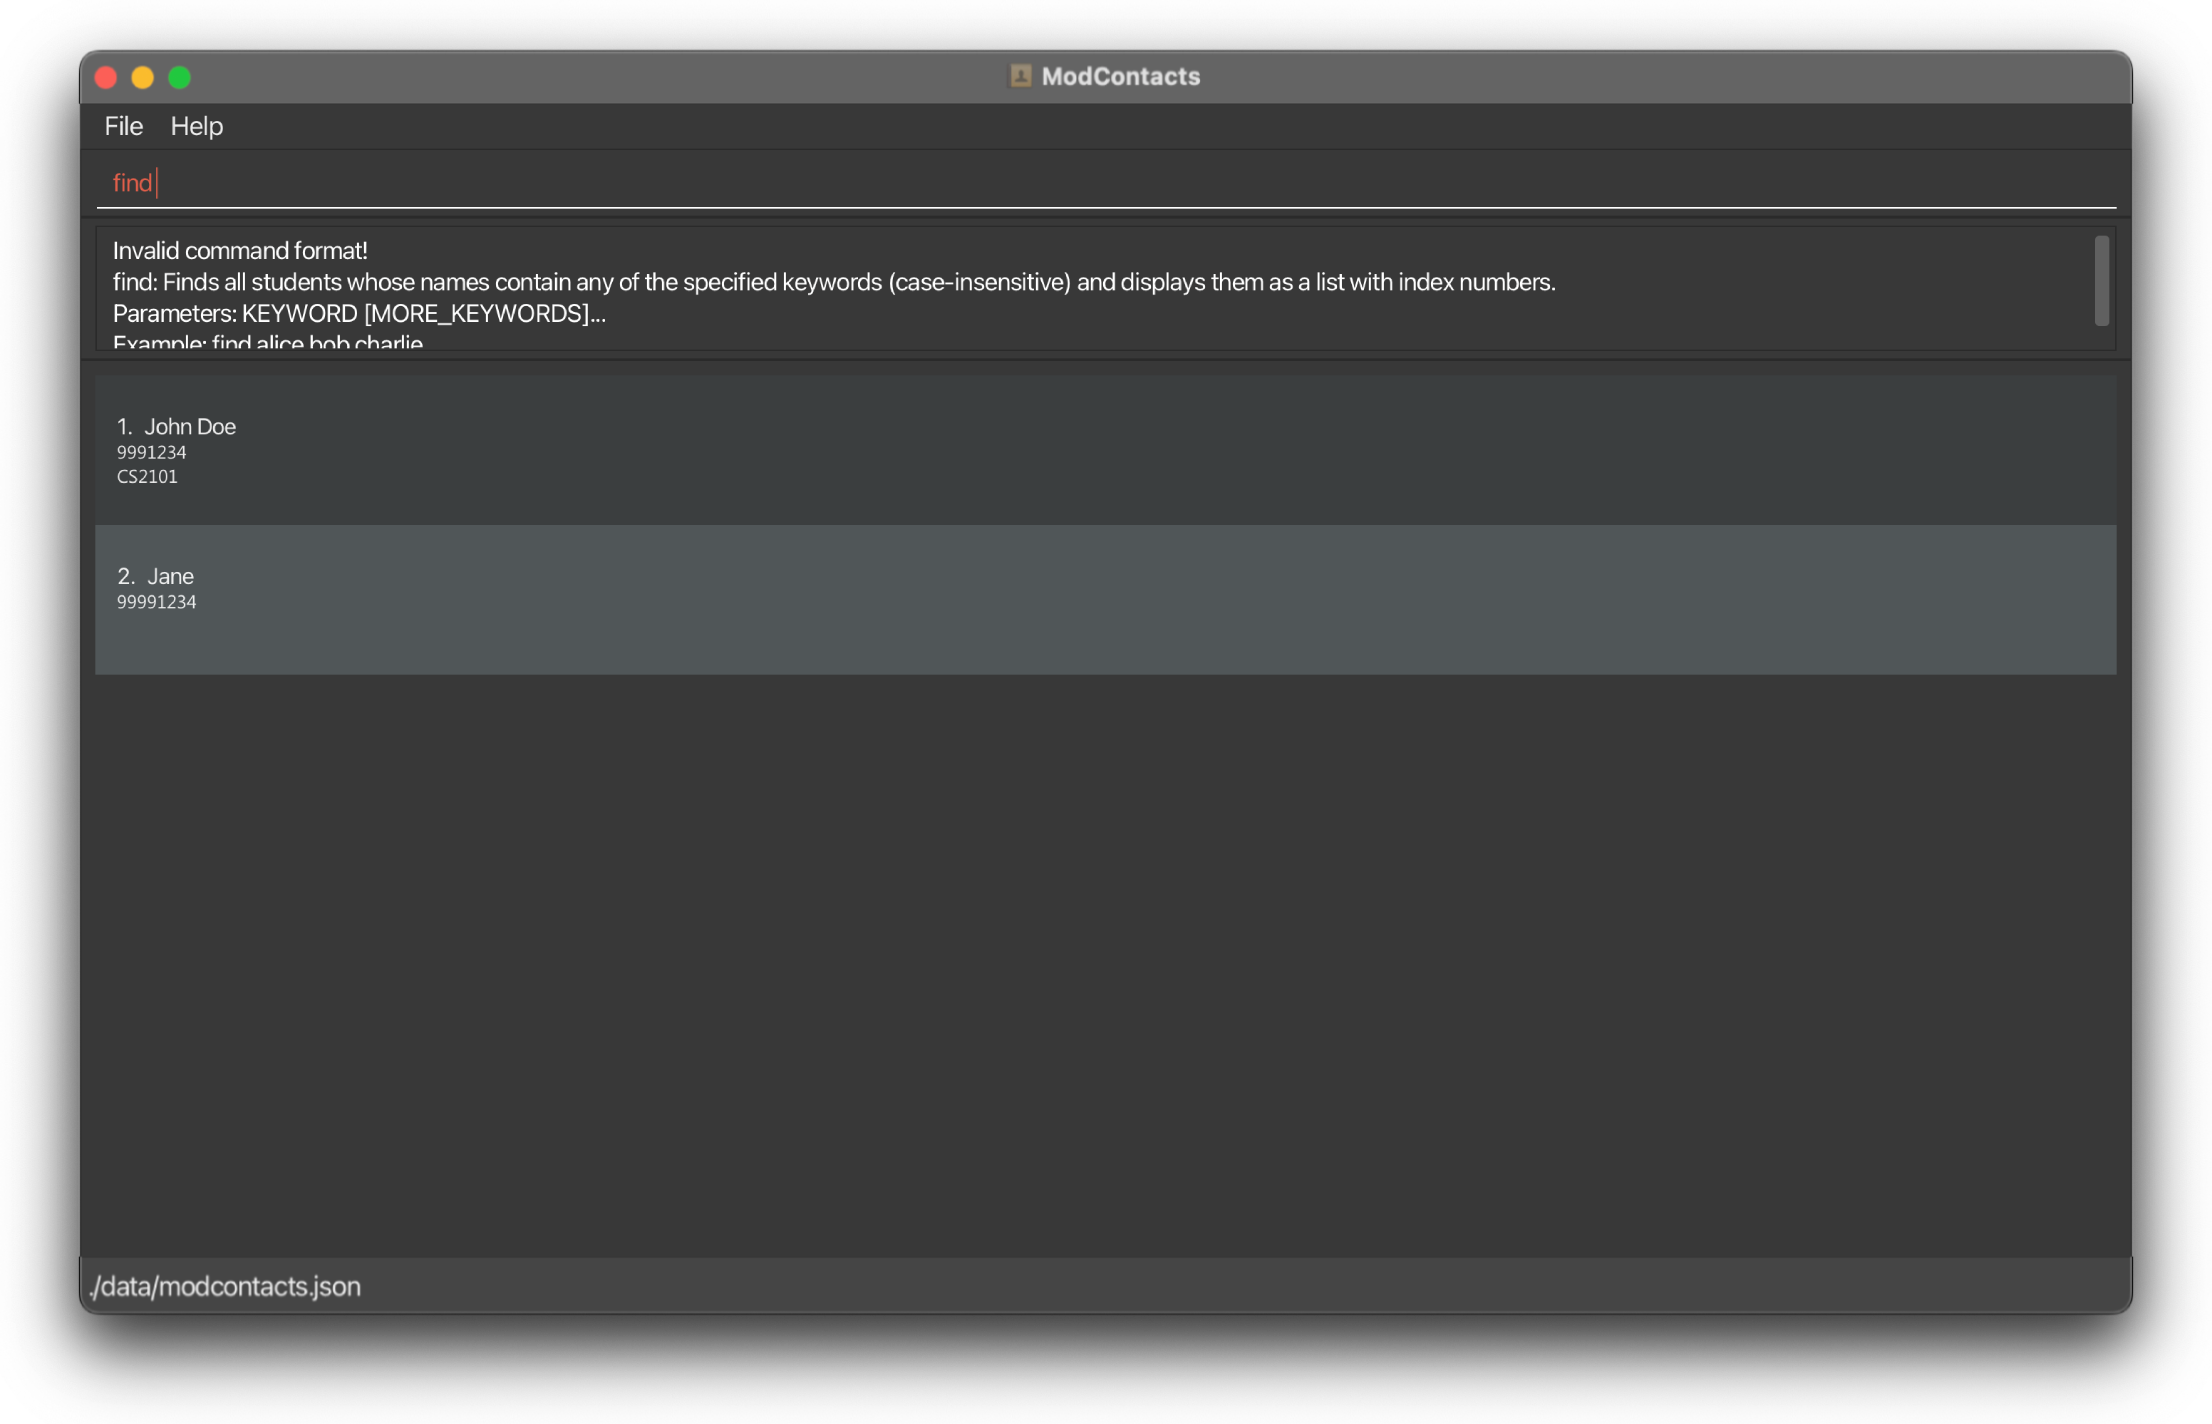 ModContacts
File Help
find
Invalid command format!
find: Finds all students whose names contain any of the specified keywords (case-insensitive) and displays them as a list with index numbers.
Parameters: KEYWORD [MORE_KEYWORDS]...
Example: find alice bob charlie
1. John Doe
9991234
CS2101
2. Jane
99991234
./data/modcontacts.json